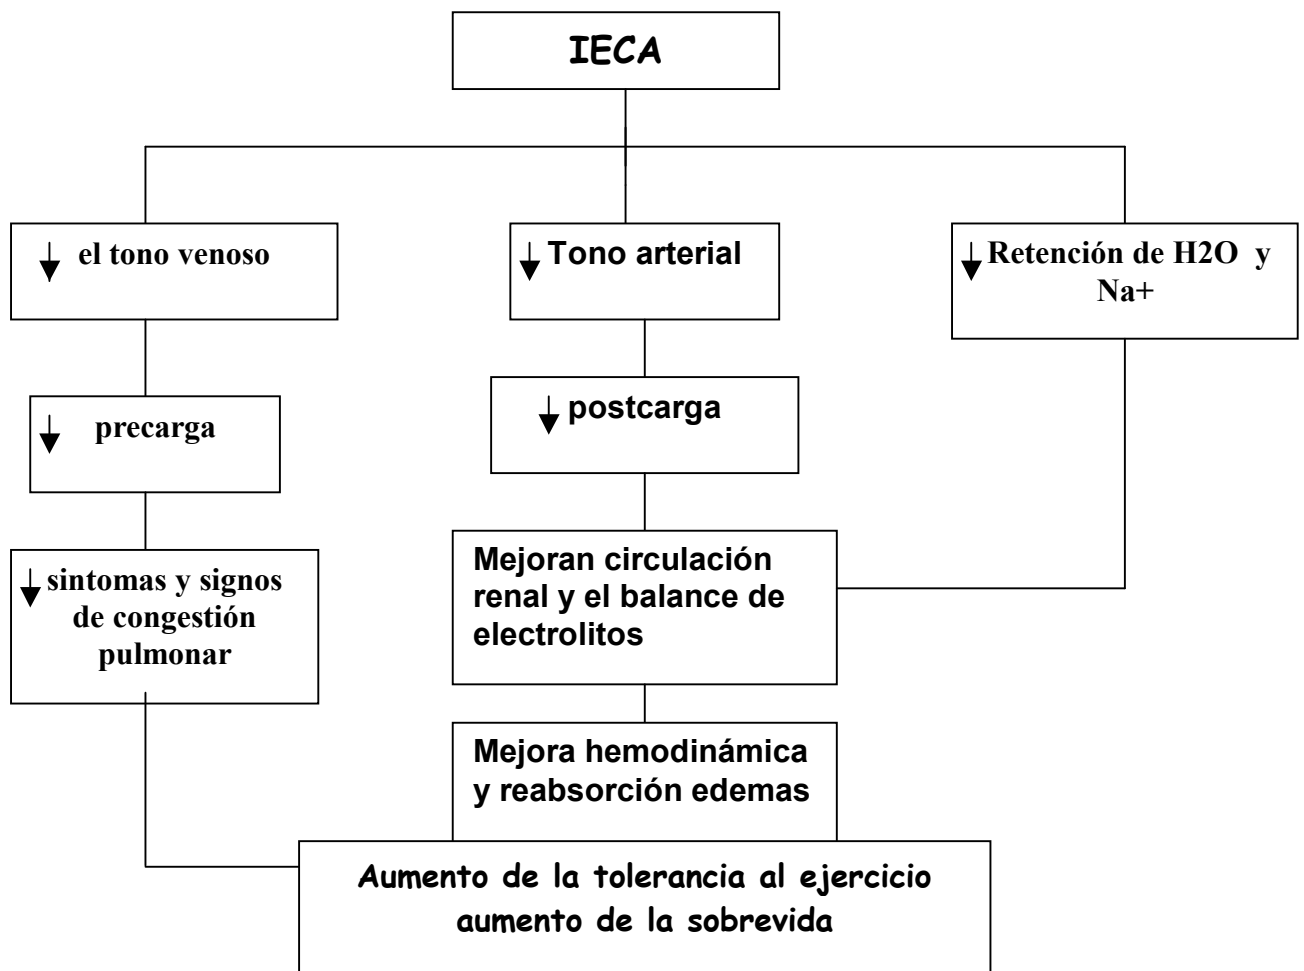 IECA
el tono venoso
Tono arterial
Retención de H2O y
Na+
precarga
postcarga
sintomas y signos
de congestión
pulmonar
Mejoran circulación
renal y el balance de
electrolitos
Mejora hemodinámica
y reabsorción edemas
Aumento de la tolerancia al ejercicio
aumento de la sobrevida